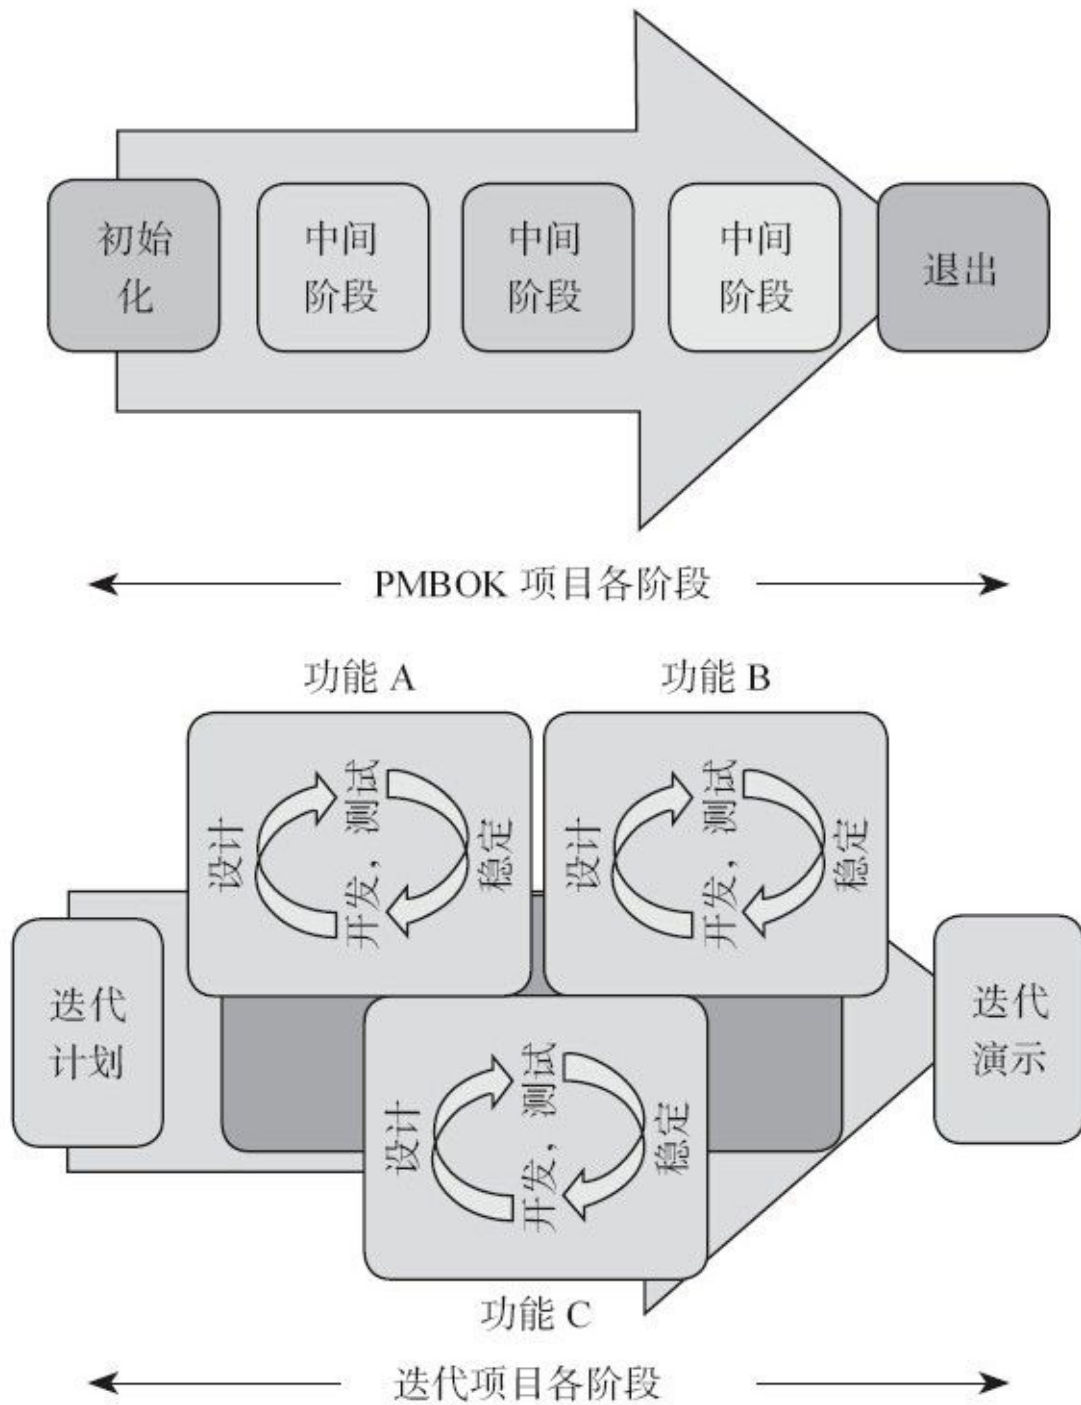 初始
化
中间
阶段
中间
阶段
中间
阶段
退出
PMBOK 项目各阶段
功能 A
功能 B
设计
开发，测试
稳定
设计
开发，测试
稳定
迭代
计划
设计
开发，测试
稳定
迭代
演示
功能 C
迭代项目各阶段